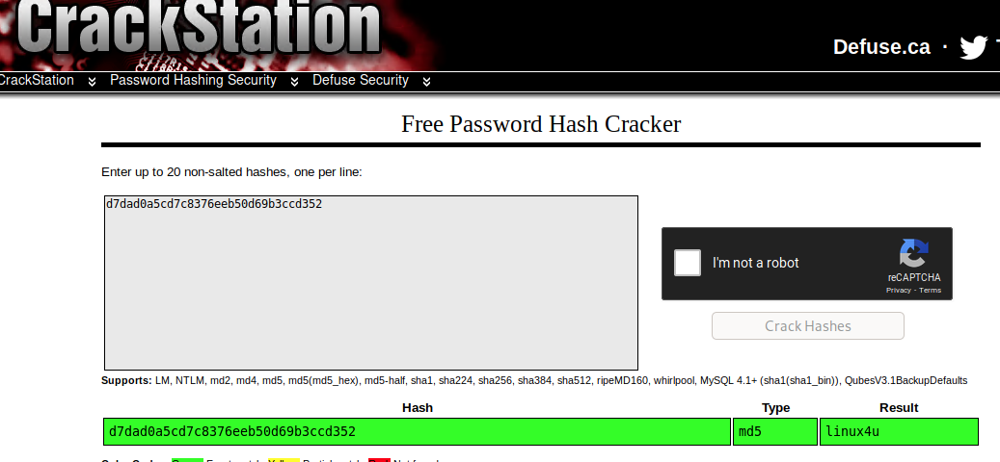 CrackStation
Defuse.ca ·
CrackStation Password Hashing Security Defuse Security
Free Password Hash Cracker
Enter up to 20 non-salted hashes, one per line:
d7dad0a5cd7c8376eeb50d69b3ccd352
I'm not a robot
reCAPTCHA
Privacy - Terms
Crack Hashes
Supports: LM, NTLM, md2, md4, md5, md5(md5_hex), md5-half, sha1, sha224, sha256, sha384, sha512, ripeMD160, whirlpool, MySQL 4.1+ (sha1(sha1_bin)), QubesV3.1BackupDefaults
Hash Type Result
d7dad0a5cd7c8376eeb50d69b3ccd352 md5 linux4u